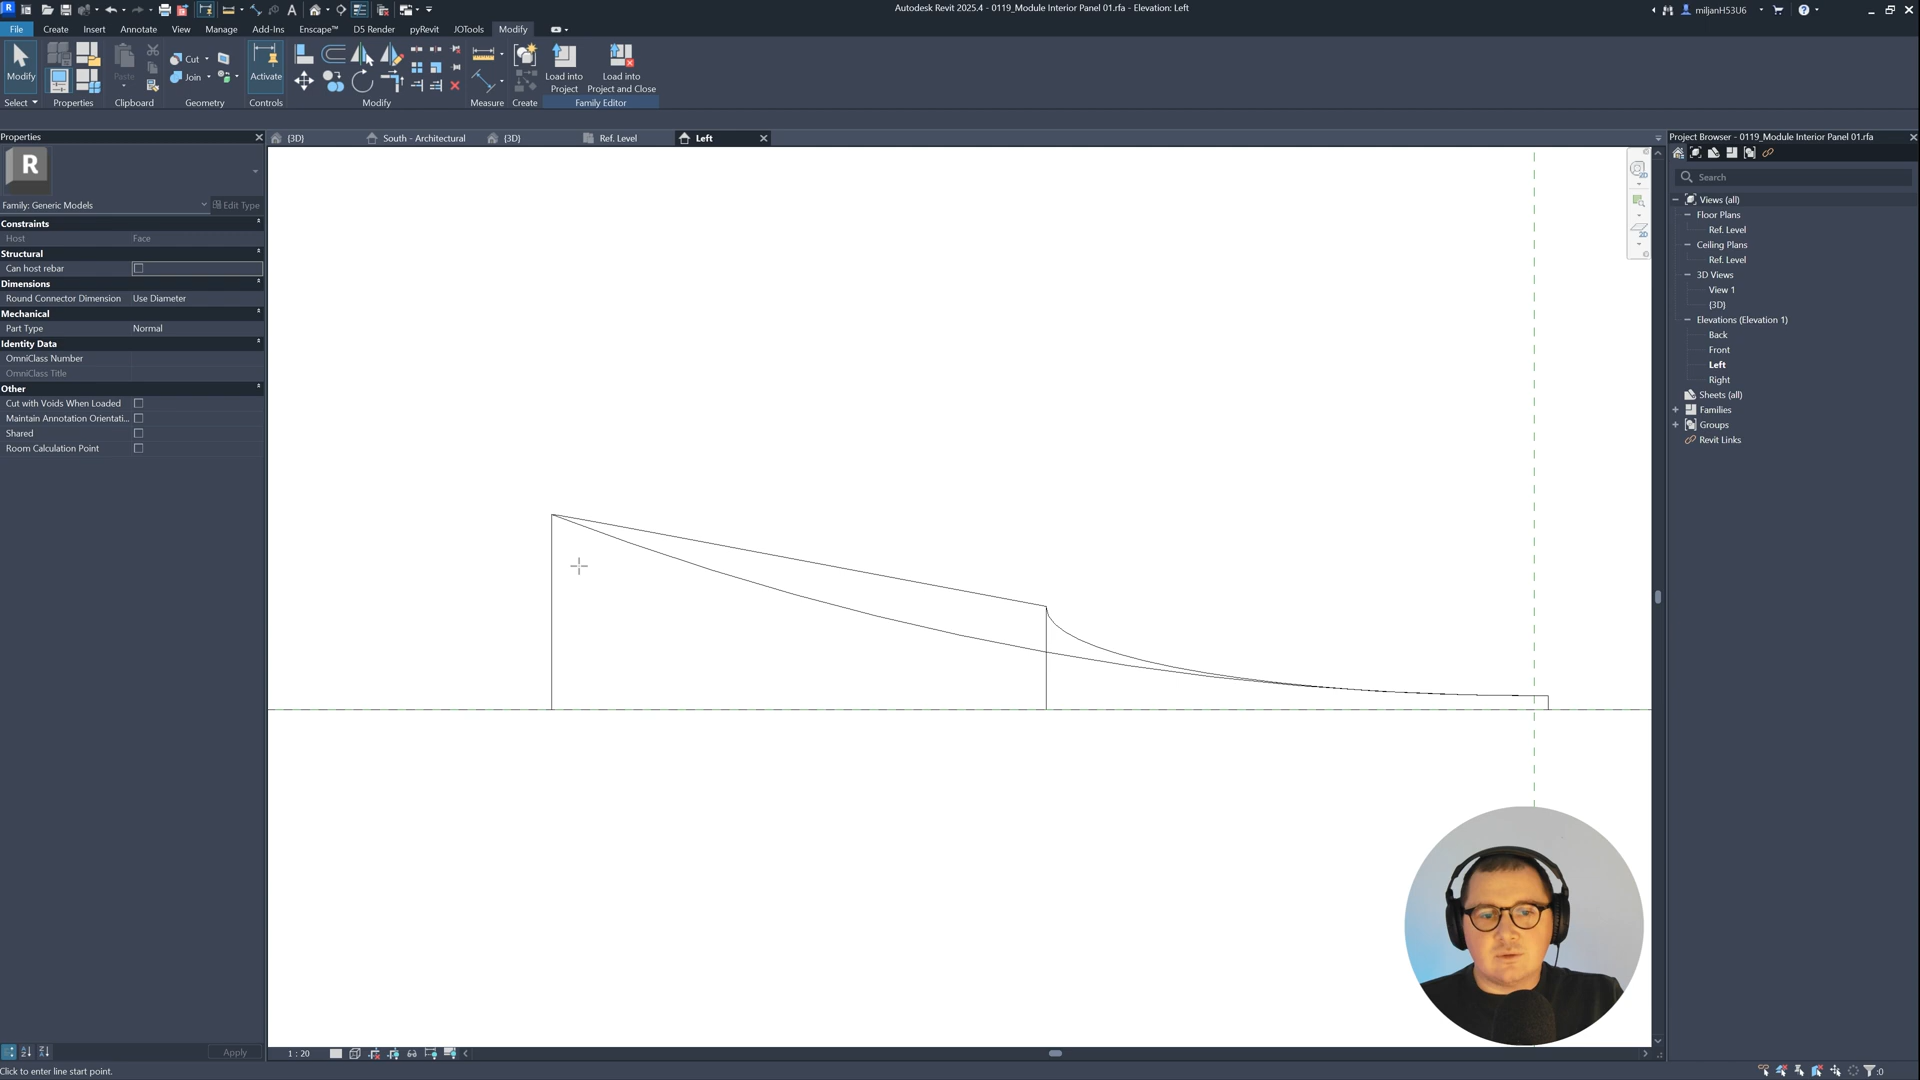 Autodesk Revit 2025.4 - 0119_Module Interior Panel 01.rfa - Elevation: Left
miljanH53U6
File
Create
Insert
Annotate
View
Manage
Add-Ins
Enscape™
D5 Render
pyRevit
JOTools
Modify
Modify
Paste
Cut
Join
Activate
Load into
Project
Load into
Project and Close
Select
Properties
Clipboard
Geometry
Controls
Modify
Measure
Create
Family Editor
Properties
{3D}
South - Architectural
{3D}
Ref. Level
Left
Project Browser - 0119_Module Interior Panel 01.rfa
R
Search
Family: Generic Models
Edit Type
Constraints
Host Face
Structural
Can host rebar
Dimensions
Round Connector Dimension Use Diameter
Mechanical
Part Type Normal
Identity Data
OmniClass Number
OmniClass Title
Other
Cut with Voids When Loaded
Maintain Annotation Orientati...
Shared
Room Calculation Point
Views (all)
Floor Plans
Ref. Level
Ceiling Plans
Ref. Level
3D Views
View 1
{3D}
Elevations (Elevation 1)
Back
Front
Left
Right
Sheets (all)
Families
Groups
Revit Links
2D
2D
Apply
1 : 20
Click to enter line start point.
:0